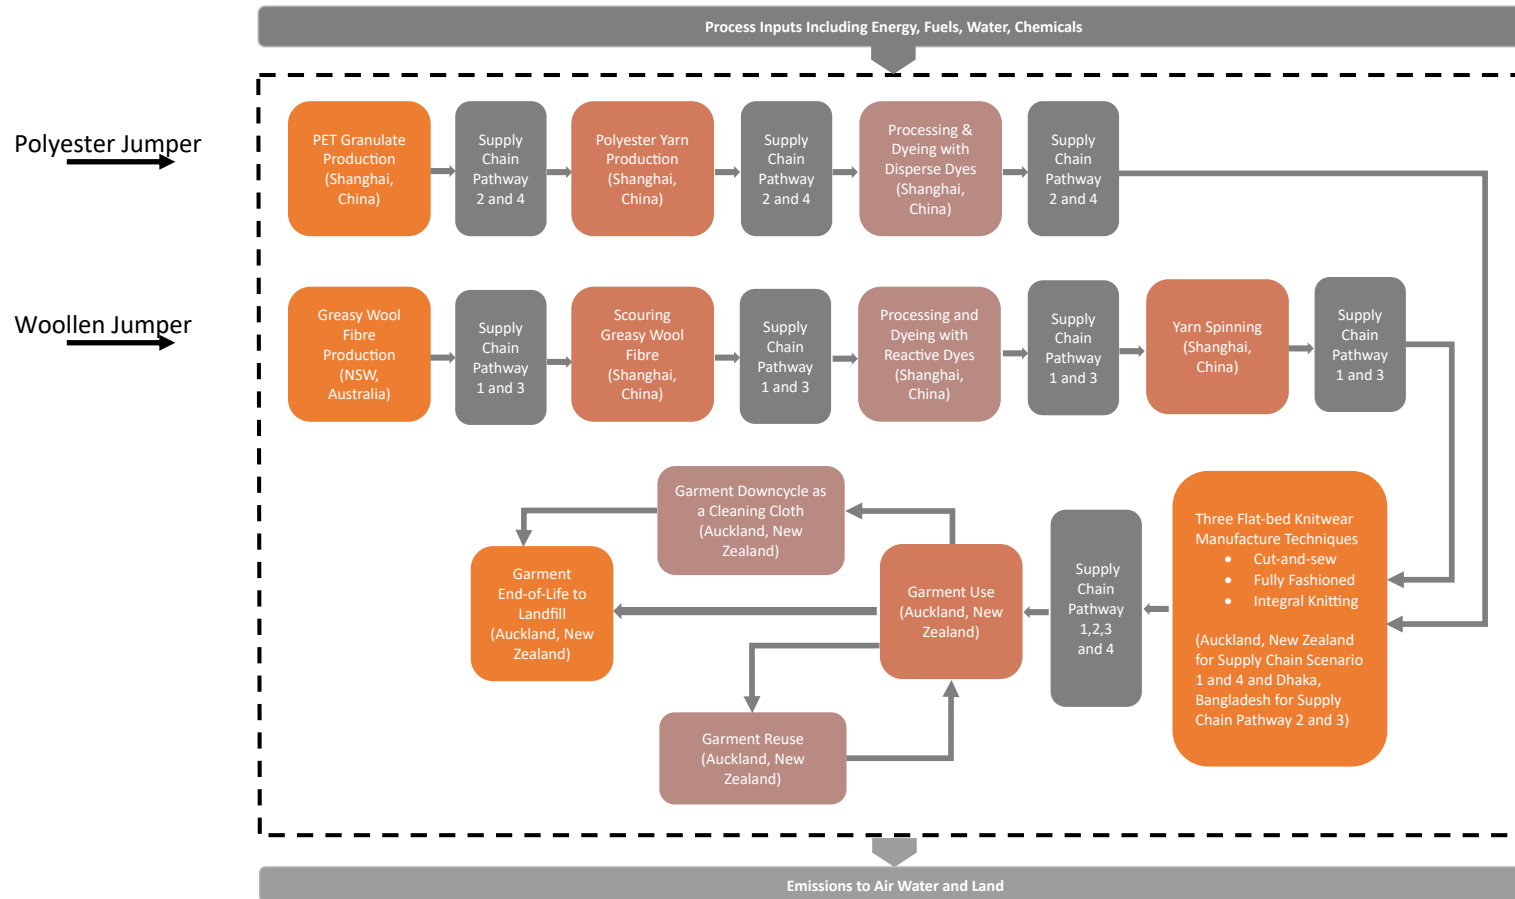 Process Inputs Including Energy, Fuels, Water, Chemicals
Polyester Jumper
PET Granulate
Production
(Shanghai,
China)
Supply
Chain
Pathway
2 and 4
Polyester Yarn
Production
(Shanghai,
China)
Supply
Chain
Pathway
2 and 4
Processing &
Dyeing with
Disperse Dyes
(Shanghai,
China)
Supply
Chain
Pathway
2 and 4
Woollen Jumper
Greasy Wool
Fibre
Production
(NSW,
Australia)
Supply
Chain
Pathway
1 and 3
Scouring
Greasy Wool
Fibre
(Shanghai,
China)
Supply
Chain
Pathway
1 and 3
Processing and
Dyeing with
Reactive Dyes
(Shanghai,
China)
Supply
Chain
Pathway
1 and 3
Yarn Spinning
(Shanghai,
China)
Supply
Chain
Pathway
1 and 3
Three Flat-bed Knitwear
Manufacture Techniques
• Cut-and-sew
• Fully Fashioned
• Integral Knitting
(Auckland, New Zealand
for Supply Chain Scenario
1 and 4 and Dhaka,
Bangladesh for Supply
Chain Pathway 2 and 3)
Supply
Chain
Pathway
1,2,3
and 4
Garment Use
(Auckland, New
Zealand)
Garment Downcycle as
a Cleaning Cloth
(Auckland, New
Zealand)
Garment
End-of-Life to
Landfill
(Auckland, New
Zealand)
Garment Reuse
(Auckland, New
Zealand)
Emissions to Air Water and Land